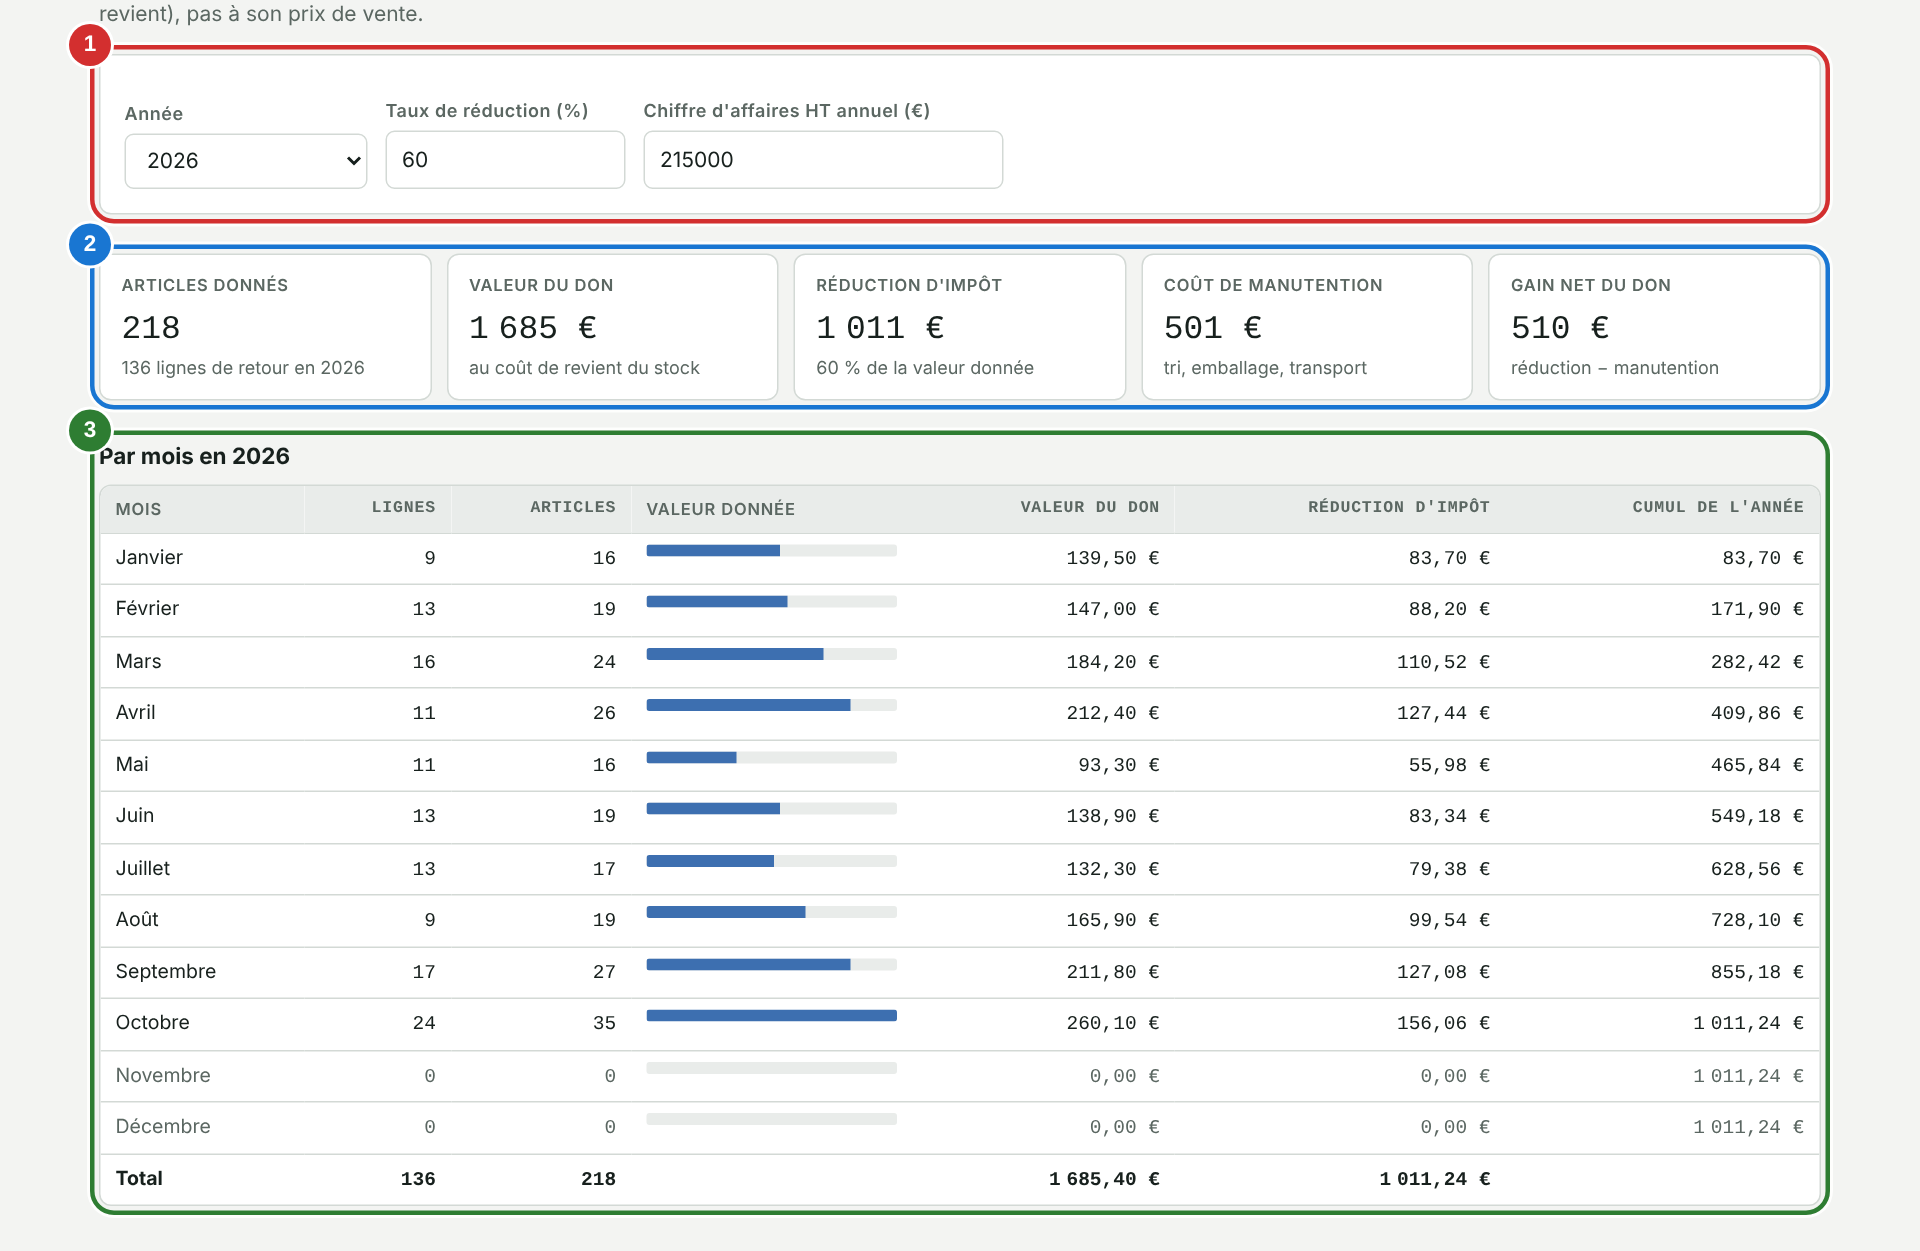 revient), pas à son prix de vente.
1
Année
Taux de réduction (%)
Chiffre d'affaires HT annuel (€)
2026
60
215000
2
ARTICLES DONNÉS
218
136 lignes de retour en 2026
VALEUR DU DON
1 685 €
au coût de revient du stock
RÉDUCTION D'IMPÔT
1 011 €
60 % de la valeur donnée
COÛT DE MANUTENTION
501 €
tri, emballage, transport
GAIN NET DU DON
510 €
réduction − manutention
3
Par mois en 2026
MOIS LIGNES ARTICLES VALEUR DONNÉE VALEUR DU DON RÉDUCTION D'IMPÔT CUMUL DE L'ANNÉE
Janvier 9 16 139,50 € 83,70 € 83,70 €
Février 13 19 147,00 € 88,20 € 171,90 €
Mars 16 24 184,20 € 110,52 € 282,42 €
Avril 11 26 212,40 € 127,44 € 409,86 €
Mai 11 16 93,30 € 55,98 € 465,84 €
Juin 13 19 138,90 € 83,34 € 549,18 €
Juillet 13 17 132,30 € 79,38 € 628,56 €
Août 9 19 165,90 € 99,54 € 728,10 €
Septembre 17 27 211,80 € 127,08 € 855,18 €
Octobre 24 35 260,10 € 156,06 € 1 011,24 €
Novembre 0 0 0,00 € 0,00 € 1 011,24 €
Décembre 0 0 0,00 € 0,00 € 1 011,24 €
Total 136 218 1 685,40 € 1 011,24 €